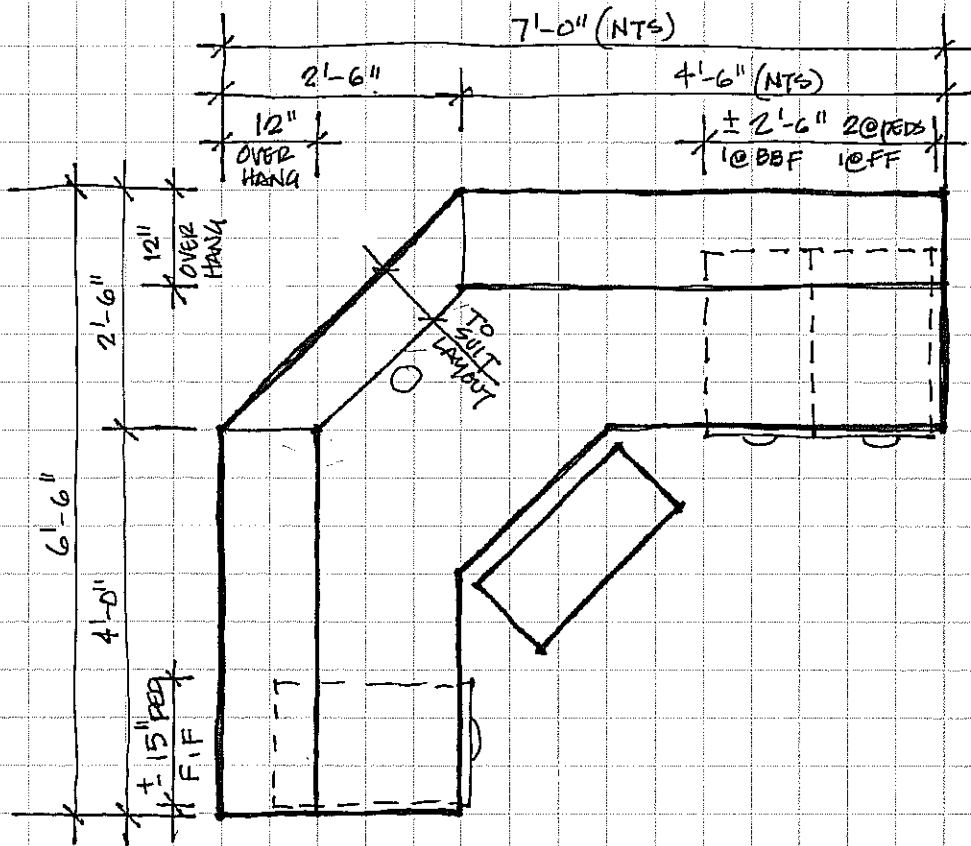 7'-0" (NTS)
2'-6"
4'-6" (NTS)
12"
OVER
HANG
± 2'-6" 2@PEDS
1@BBF 1@FF
12"
OVER
HANG
2'-6"
6'-6"
4'-0"
± 15" PED
F.F
TO
SUIT
LAYOUT